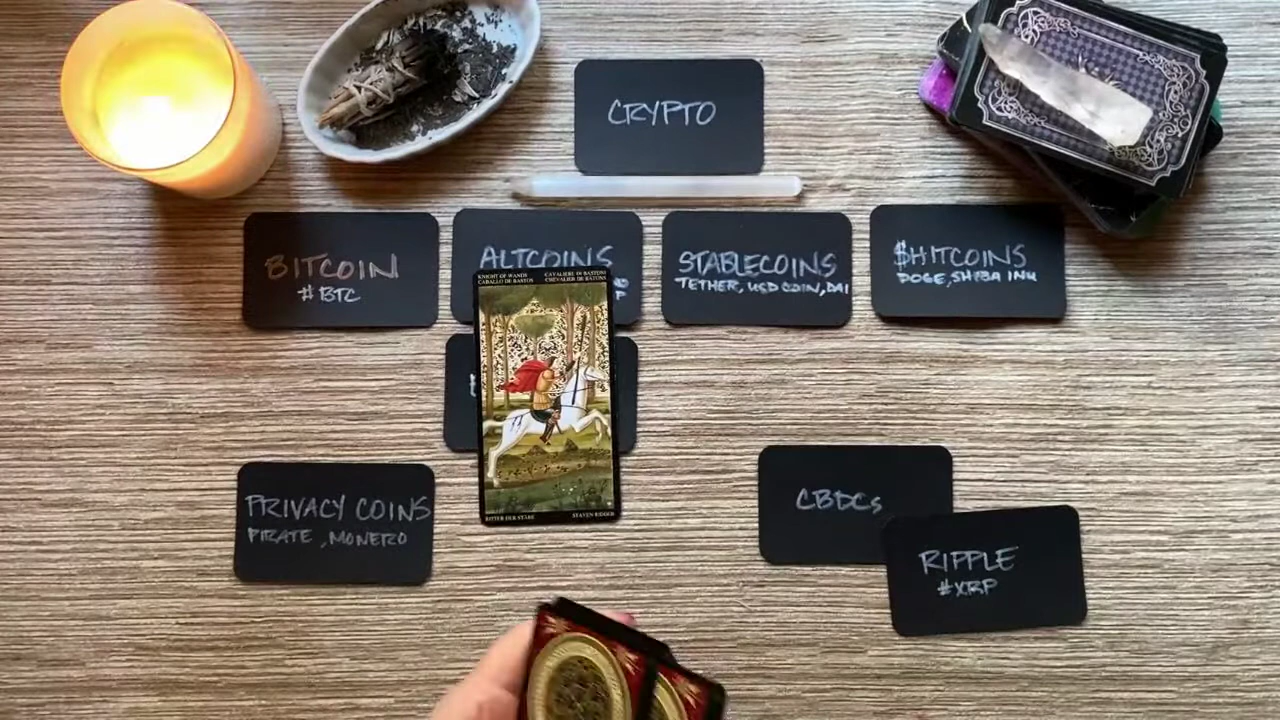 CRYPTO
BITCOIN
#BTC
ALTCOINS
STABLECOINS
TETHER, USD COIN, DAI
$HITCOINS
DOGE, SHIBA INU
KNIGHT OF WANDS
CABALLO DE BASTOS
CAVALIERE DI BASTONI
CHEVALIER DE BATONS
RITTER DER STÄBE
STAVEN RIDDER
PRIVACY COINS
PIRATE, MONERO
CBDCs
RIPPLE
#XRP